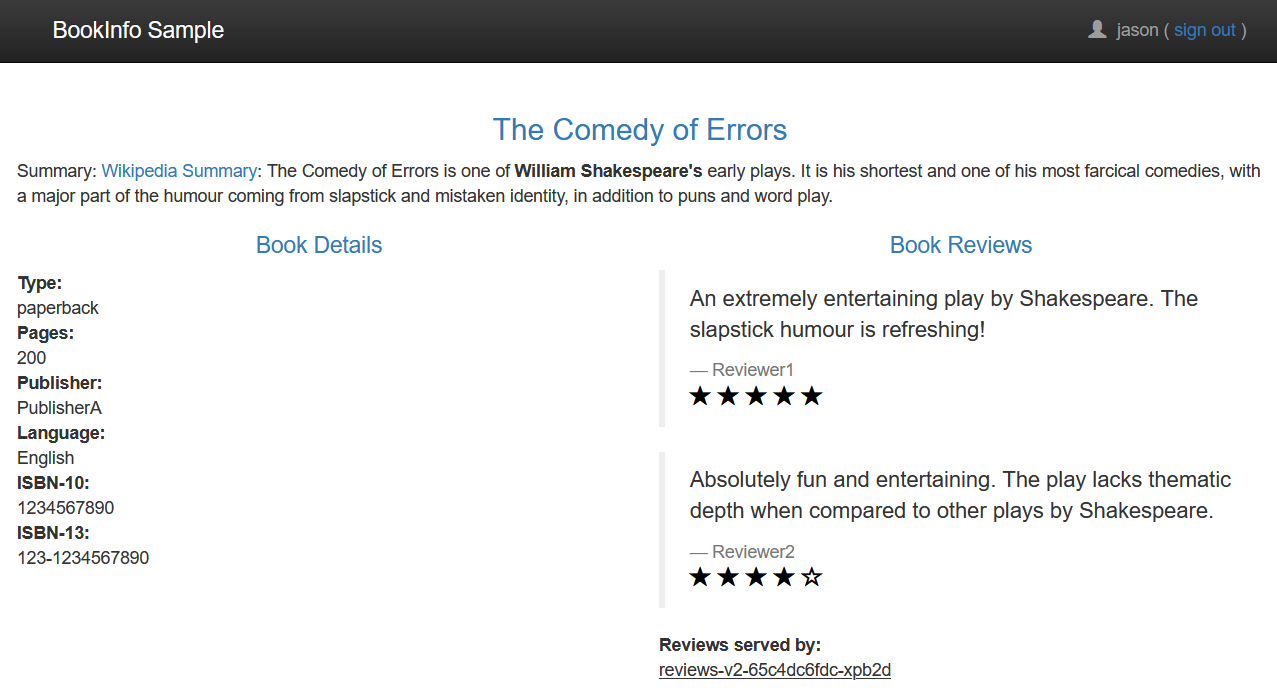 BookInfo Sample
jason ( sign out )
The Comedy of Errors
Summary: Wikipedia Summary: The Comedy of Errors is one of William Shakespeare's early plays. It is his shortest and one of his most farcical comedies, with
a major part of the humour coming from slapstick and mistaken identity, in addition to puns and word play.
Book Details
Type:
paperback
Pages:
200
Publisher:
PublisherA
Language:
English
ISBN-10:
1234567890
ISBN-13:
123-1234567890
Book Reviews
An extremely entertaining play by Shakespeare. The
slapstick humour is refreshing!
— Reviewer1
★ ★ ★ ★ ★
Absolutely fun and entertaining. The play lacks thematic
depth when compared to other plays by Shakespeare.
— Reviewer2
★ ★ ★ ★ ☆
Reviews served by:
reviews-v2-65c4dc6fdc-xpb2d